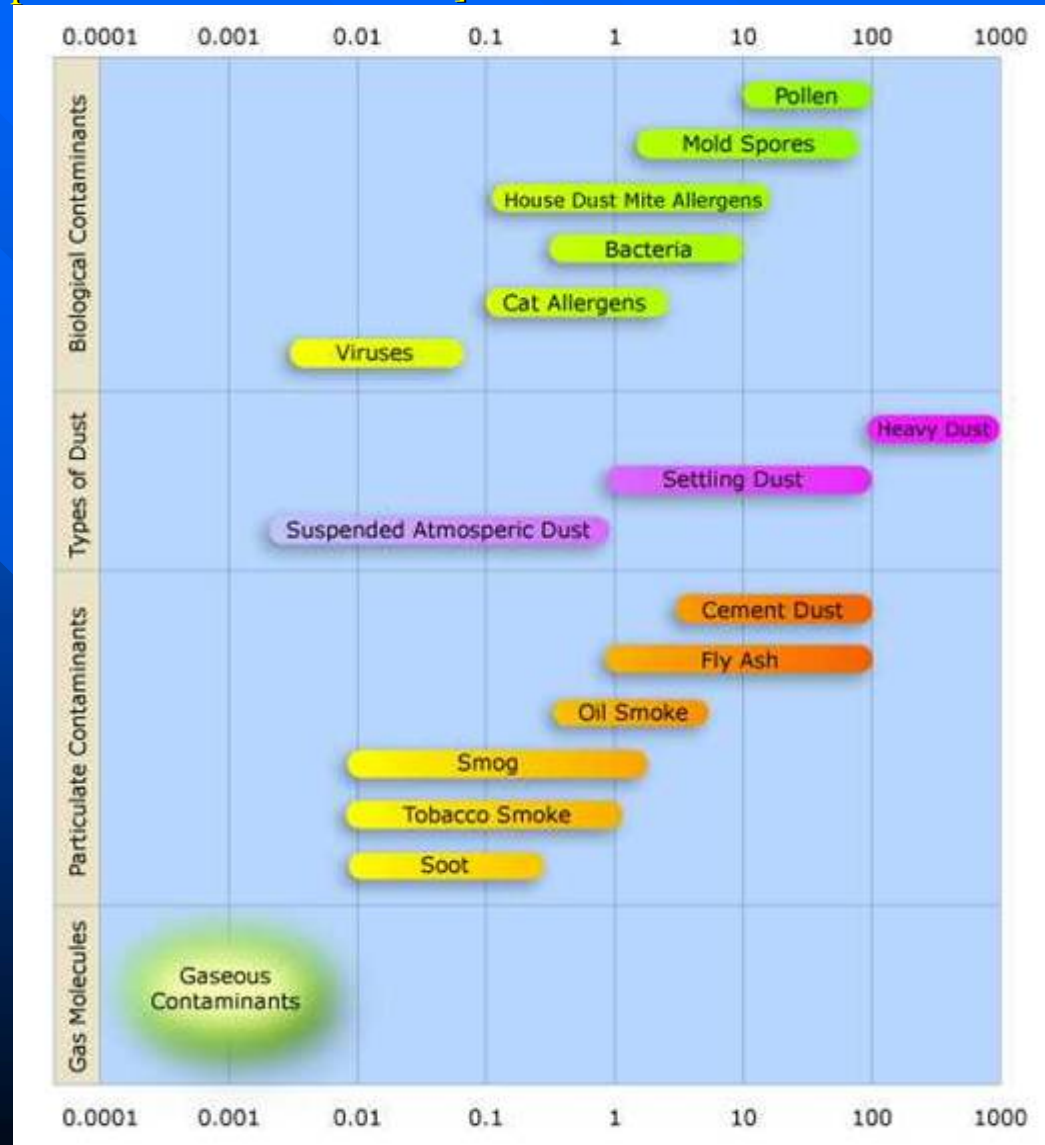 0.0001 0.001 0.01 0.1 1 10 100 1000
Biological Contaminants
Pollen
Mold Spores
House Dust Mite Allergens
Bacteria
Cat Allergens
Viruses
Types of Dust
Heavy Dust
Settling Dust
Suspended Atmosperic Dust
Particulate Contaminants
Cement Dust
Fly Ash
Oil Smoke
Smog
Tobacco Smoke
Soot
Gas Molecules
Gaseous
Contaminants
0.0001 0.001 0.01 0.1 1 10 100 1000